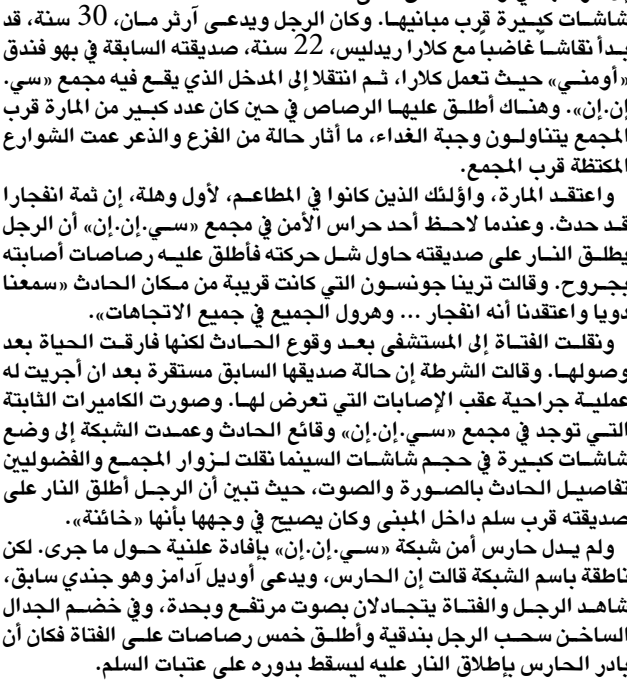 شاشات كبيرة قرب مبانيها. وكان الرجل ويدعى آرثر مان، 30 سنة، قد
بدأ نقاشاً غاضباً مع كلارا ريدليس، 22 سنة، صديقته السابقة في بهو فندق
«أومني» حيث تعمل كلارا، ثم انتقلا إلى المدخل الذي يقع فيه مجمع «سي.
إن.إن». وهناك أطلق عليها الرصاص في حين كان عدد كبير من المارة قرب
المجمع يتناولون وجبة الغداء، ما أثار حالة من الفزع والذعر عمت الشوارع
المكتظة قرب المجمع.
واعتقد المارة، واؤلئك الذين كانوا في المطاعم، لأول وهلة، إن ثمة انفجارا
قد حدث. وعندما لاحظ أحد حراس الأمن في مجمع «سي.إن.إن» أن الرجل
يطلق النار على صديقته حاول شل حركته فأطلق عليه رصاصات أصابته
بجروح. وقالت ترينا جونسون التي كانت قريبة من مكان الحادث «سمعنا
دويا واعتقدنا أنه انفجار ... وهرول الجميع في جميع الاتجاهات».
ونقلت الفتاة إلى المستشفى بعد وقوع الحادث لكنها فارقت الحياة بعد
وصولها. وقالت الشرطة إن حالة صديقها السابق مستقرة بعد ان أجريت له
عملية جراحية عقب الإصابات التي تعرض لها. وصورت الكاميرات الثابتة
التي توجد في مجمع «سي.إن.إن» وقائع الحادث وعمدت الشبكة إلى وضع
شاشات كبيرة في حجم شاشات السينما نقلت لزوار المجمع والفضوليين
تفاصيل الحادث بالصورة والصوت، حيث تبين أن الرجل أطلق النار على
صديقته قرب سلم داخل المبنى وكان يصيح في وجهها بأنها «خائنة».
ولم يدل حارس أمن شبكة «سي.إن.إن» بإفادة علنية حول ما جرى. لكن
ناطقة باسم الشبكة قالت إن الحارس، ويدعى أوديل آدامز وهو جندي سابق،
شاهد الرجل والفتاة يتجادلان بصوت مرتفع وبحدة، وفي خضم الجدال
الساخن سحب الرجل بندقية وأطلق خمس رصاصات على الفتاة فكان أن
بادر الحارس بإطلاق النار عليه ليسقط بدوره على عتبات السلم.